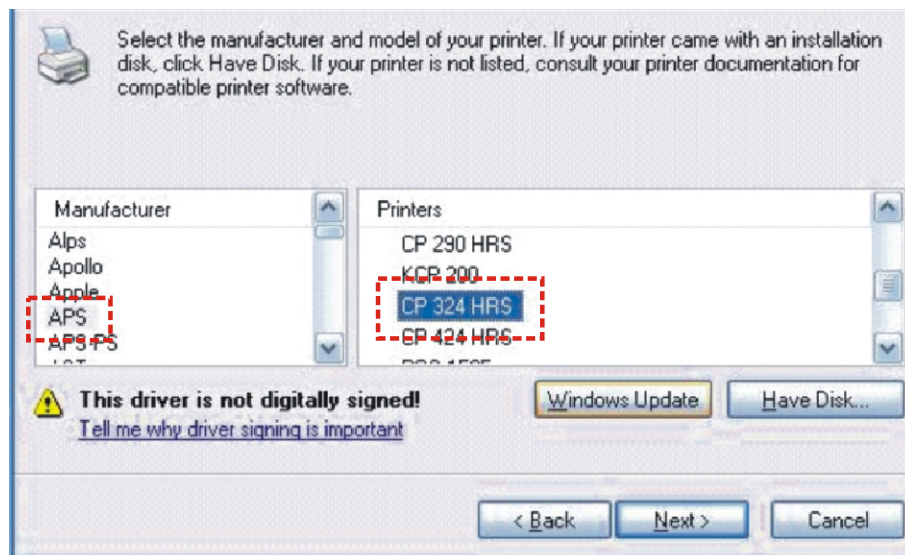 Select the manufacturer and model of your printer. If your printer came with an installation
disk, click Have Disk. If your printer is not listed, consult your printer documentation for
compatible printer software.
Manufacturer
Alps
Apollo
Apple
APS
APS-PS
Printers
CP 290 HRS
KCP 200
CP 324 HRS
CP 424 HRS
This driver is not digitally signed!
Tell me why driver signing is important
Windows Update
Have Disk...
< Back
Next >
Cancel